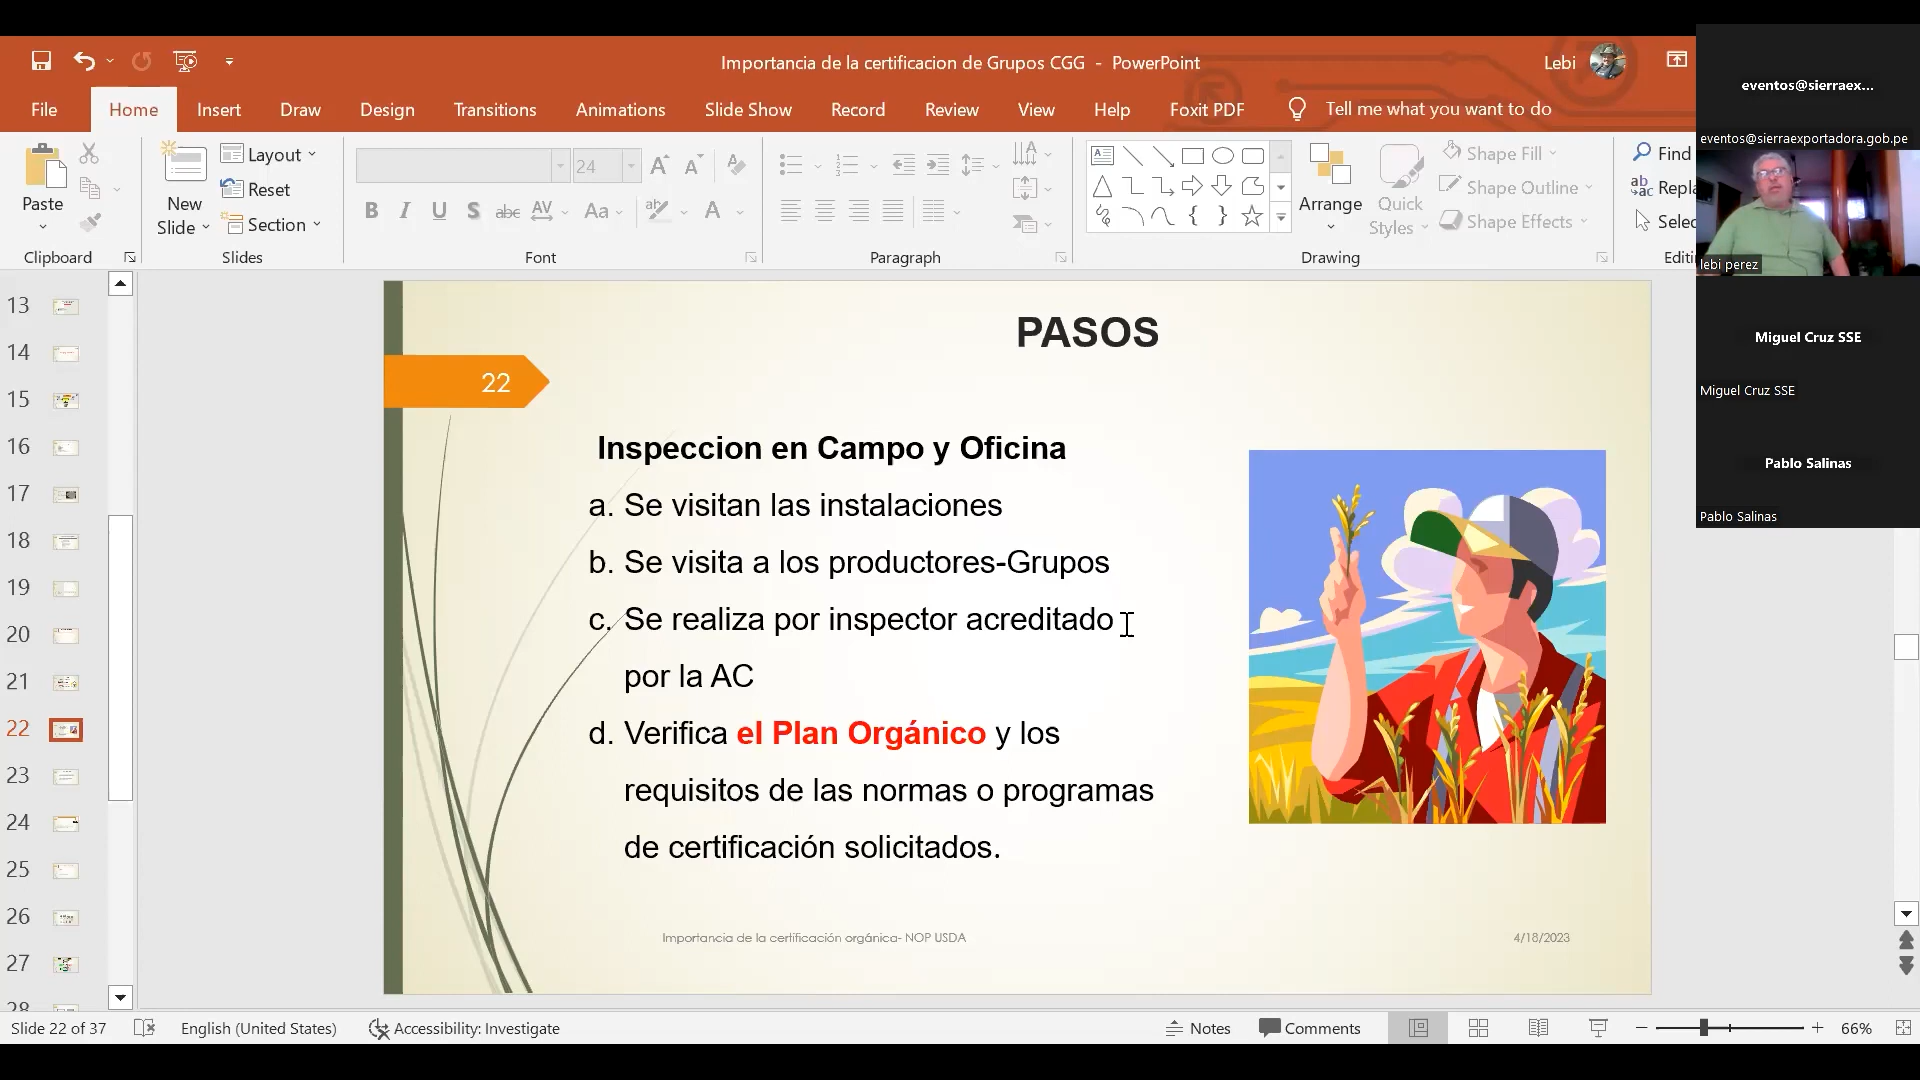 Importancia de la certificacion de Grupos CGG - PowerPoint
Lebi
File Home Insert Draw Design Transitions Animations Slide Show Record Review View Help Foxit PDF Tell me what you want to do
Paste
Clipboard
New Slide
Layout
Reset
Section
Slides
24
Font
Paragraph
Arrange
Quick Styles
Shape Fill
Shape Outline
Shape Effects
Drawing
Find
Repla
Selec
Editi
eventos@sierraex...
eventos@sierraexportadora.gob.pe
lebi perez
Miguel Cruz SSE
Miguel Cruz SSE
Pablo Salinas
Pablo Salinas
13
14
15
16
17
18
19
20
21
22
23
24
25
26
27
28
PASOS
22
Inspeccion en Campo y Oficina
a. Se visitan las instalaciones
b. Se visita a los productores-Grupos
c. Se realiza por inspector acreditado
por la AC
d. Verifica el Plan Orgánico y los
requisitos de las normas o programas
de certificación solicitados.
Importancia de la certificación orgánica- NOP USDA
4/18/2023
Slide 22 of 37 English (United States) Accessibility: Investigate Notes Comments 66%